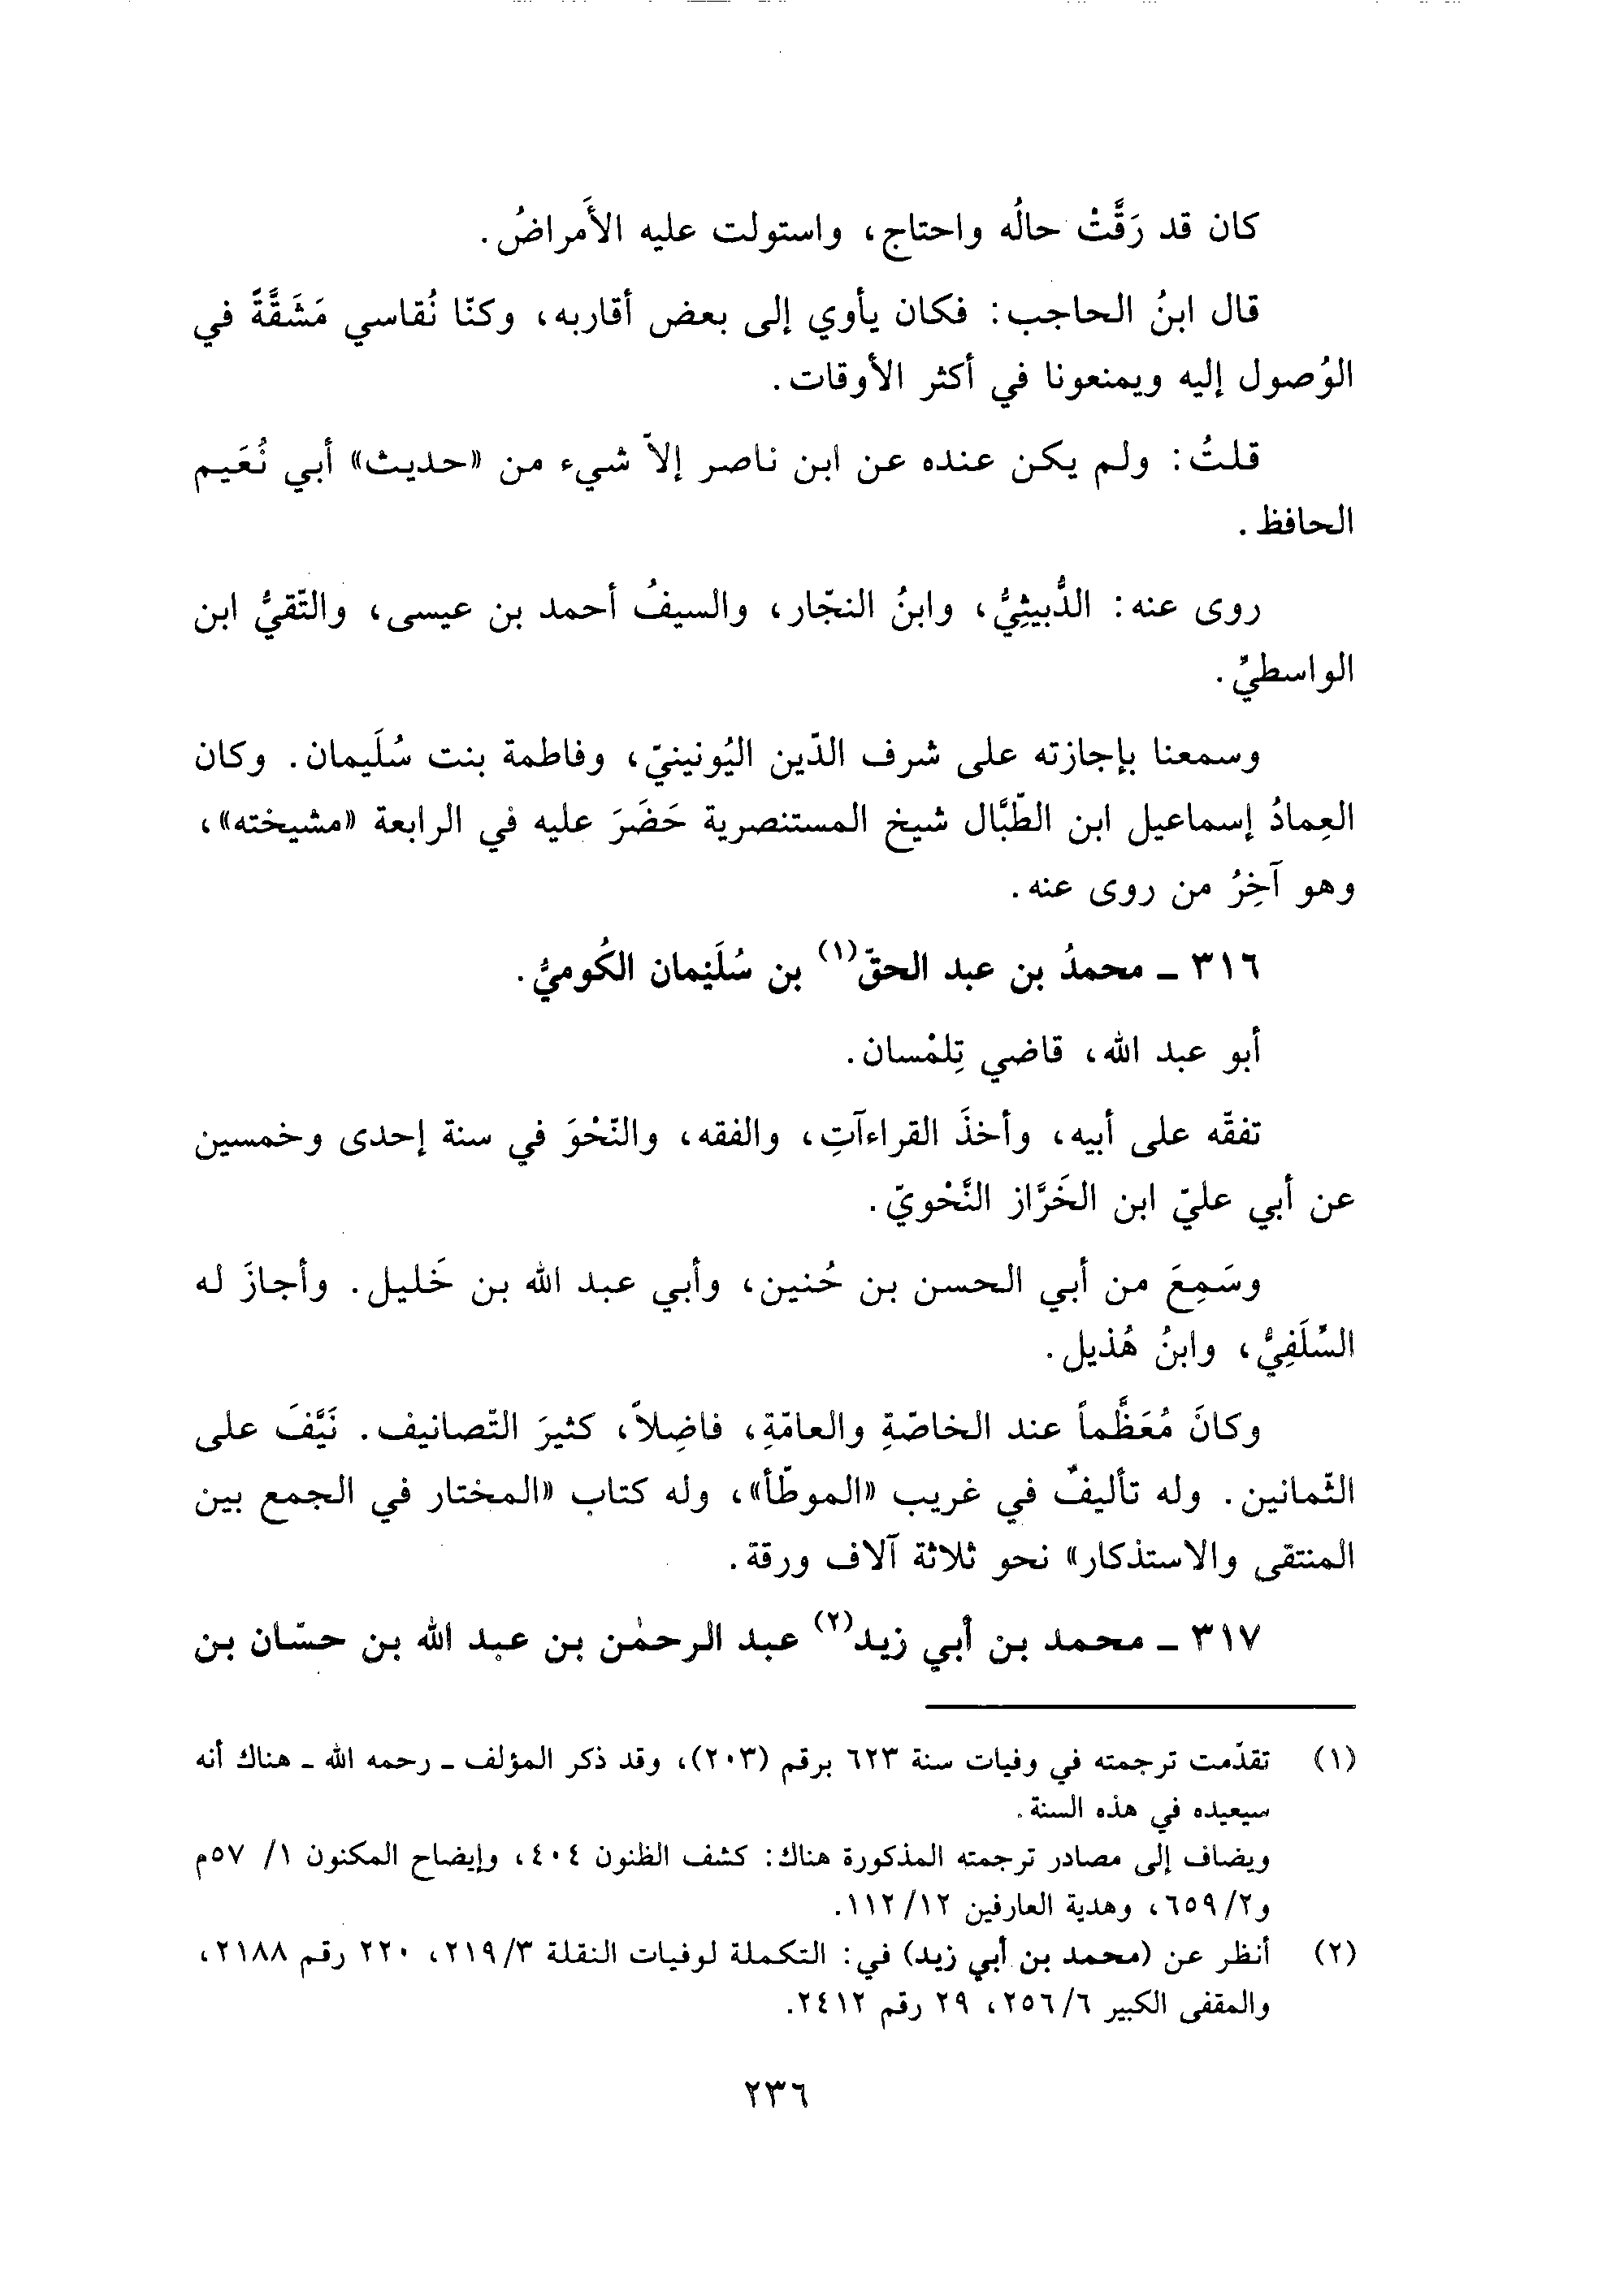 كان قد رَقَّتْ حالُه واحتاج، واستولت عليه الأَمراضُ.
قال ابنُ الحاجب: فكان يأوي إلى بعض أقاربه، وكنّا نُقاسي مَشَقَّةً في
الوُصول إليه ويمنعونا في أكثر الأوقات.
قلتُ: ولم يكن عنده عن ابن ناصر إلاّ شيء من «حديث» أبي نُعَيم
الحافظ.
روى عنه: الدُّبيثِيُّ، وابنُ النجّار، والسيفُ أحمد بن عيسى، والتّقيُّ ابن
الواسطيّ.
وسمعنا بإجازته على شرف الدّين اليُونينيّ، وفاطمة بنت سُلَيمان. وكان
العِمادُ إسماعيل ابن الطّبَّال شيخ المستنصرية حَضَرَ عليه في الرابعة «مشيخته»،
وهو آخِرُ من روى عنه.
٣١٦ ـ محمدُ بن عبد الحقّ(١) بن سُلَيْمان الكُوميُّ.
أبو عبد الله، قاضي تِلمْسان.
تفقّه على أبيه، وأخذَ القراءآتِ، والفقه، والنّحْوَ في سنة إحدى وخمسين
عن أبي عليّ ابن الخَرَّاز النَّحْويّ.
وسَمِعَ من أبي الحسن بن حُنين، وأبي عبد الله بن خَليل. وأجازَ له
السِّلَفِيُّ، وابنُ هُذيل.
وكانَ مُعَظَّماً عند الخاصّةِ والعامّةِ، فاضِلاً، كثيرَ التّصانيف. نَيَّفَ على
الثّمانين. وله تأليفٌ في غريب «الموطّأ»، وله كتاب «المختار في الجمع بين
المنتقى والاستذكار» نحو ثلاثة آلاف ورقة.
٣١٧ ـ محمد بن أبي زيد(٢) عبد الرحمٰن بن عبد الله بن حسّان بن
(١) تقدّمت ترجمته في وفيات سنة ٦٢٣ برقم (٢٠٣)، وقد ذكر المؤلف ـ رحمه الله ـ هناك أنه
سيعيده في هذه السنة.
ويضاف إلى مصادر ترجمته المذكورة هناك: كشف الظنون ٤٠٤، وإيضاح المكنون ١/ ٥٧م
و٢/ ٦٥٩، وهدية العارفين ١٢/ ١١٢.
(٢) أنظر عن (محمد بن أبي زيد) في: التكملة لوفيات النقلة ٣/ ٢١٩، ٢٢٠ رقم ٢١٨٨،
والمقفى الكبير ٦/ ٢٥٦، ٢٩ رقم ٢٤١٢.
٢٣٦